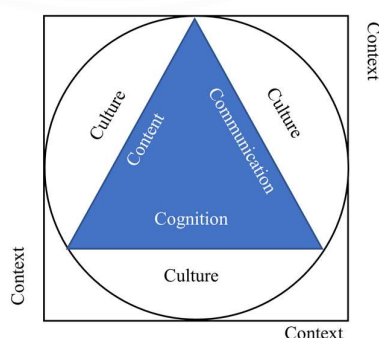 Context
Culture
Content
Communication
Culture
Cognition
Culture
Context
Context